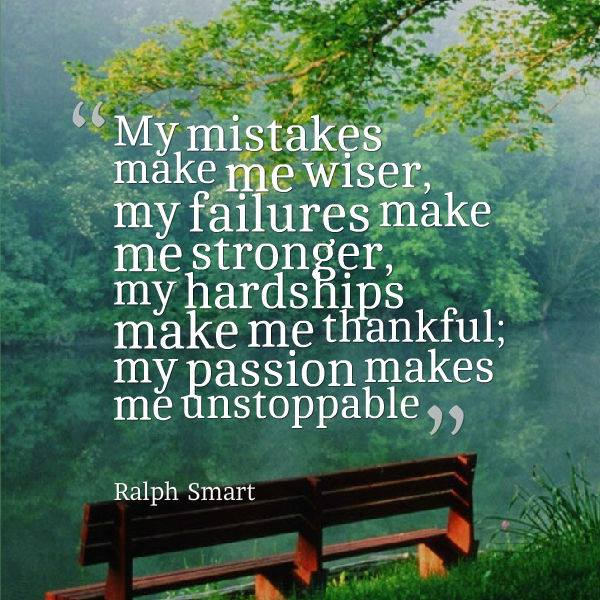 “My mistakes
make me wiser,
my failures make
me stronger,
my hardships
make me thankful;
my passion makes
me unstoppable”
Ralph Smart